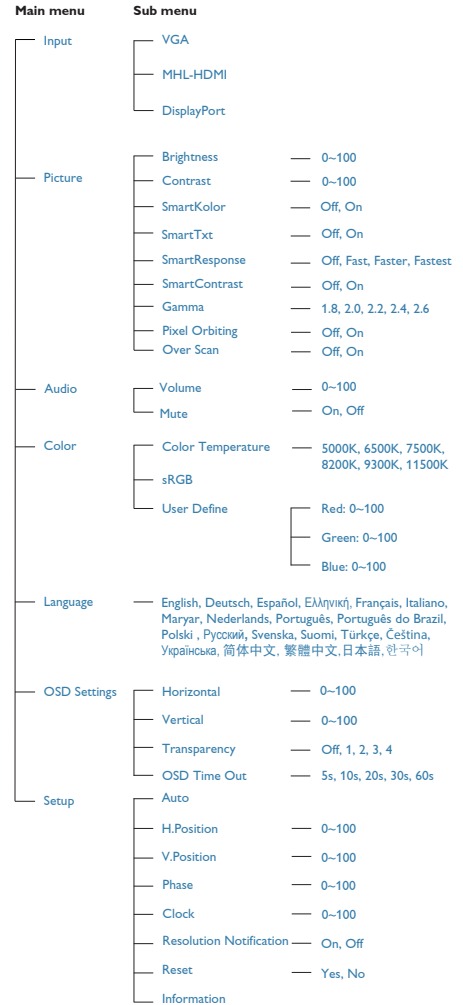 Main menu Sub menu
Input VGA
MHL-HDMI
DisplayPort
Brightness 0~100
Picture Contrast 0~100
SmartKolor Off, On
SmartTxt Off, On
SmartResponse Off, Fast, Faster, Fastest
SmartContrast Off, On
Gamma 1.8, 2.0, 2.2, 2.4, 2.6
Pixel Orbiting Off, On
Over Scan Off, On
Audio Volume 0~100
Mute On, Off
Color Color Temperature 5000K, 6500K, 7500K,
8200K, 9300K, 11500K
sRGB
User Define Red: 0~100
Green: 0~100
Blue: 0~100
Language English, Deutsch, Español, Ελληνική, Français, Italiano,
Maryar, Nederlands, Português, Português do Brazil,
Polski , Русский, Svenska, Suomi, Türkçe, Čeština,
Українська, 简体中文, 繁體中文,日本語,한국어
OSD Settings Horizontal 0~100
Vertical 0~100
Transparency Off, 1, 2, 3, 4
OSD Time Out 5s, 10s, 20s, 30s, 60s
Setup Auto
H.Position 0~100
V.Position 0~100
Phase 0~100
Clock 0~100
Resolution Notification On, Off
Reset Yes, No
Information